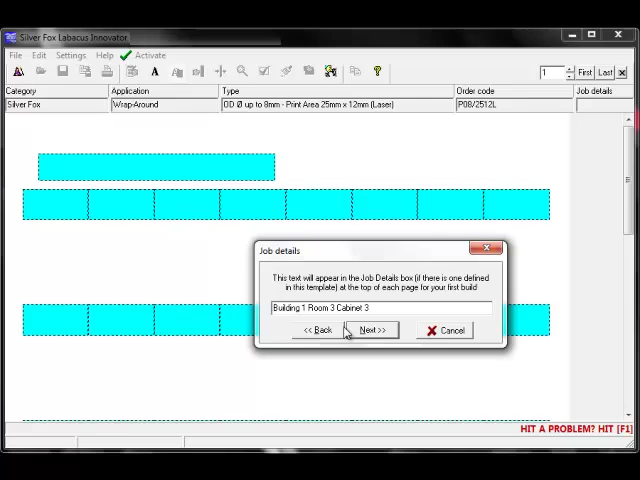 Silver Fox Labacus Innovator
File Edit Settings Help Activate
1 First Last
Category Application Type Order code Job details
Silver Fox Wrap-Around OD Ø up to 8mm - Print Area 25mm x 12mm (Laser) P08/2512L
Job details
This text will appear in the Job Details box (if there is one defined
in this template) at the top of each page for your first build
Building 1 Room 3 Cabinet 3
<< Back Next >> Cancel
HIT A PROBLEM? HIT [F1]